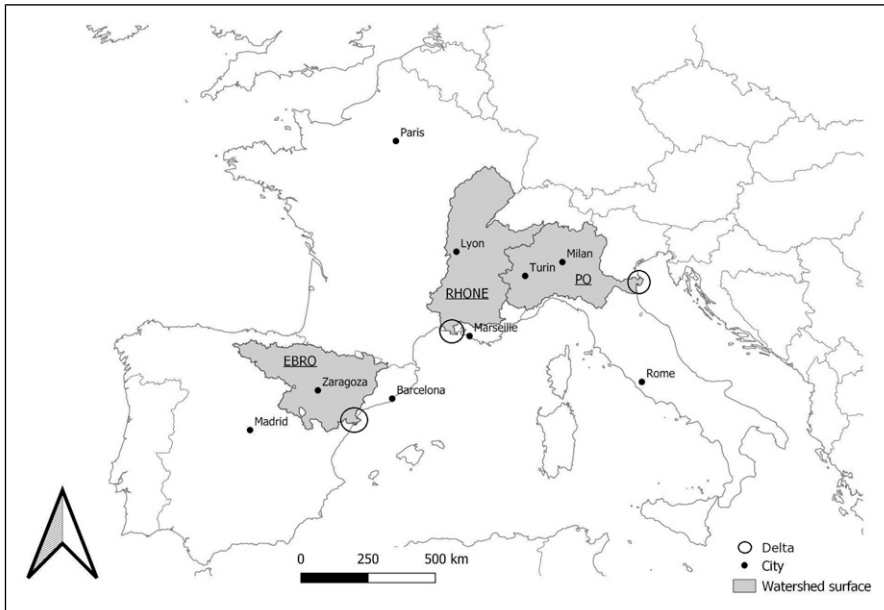 Paris
Lyon
Milan
Turin
PO
RHONE
Marseille
EBRO
Zaragoza
Barcelona
Rome
Madrid
0 250 500 km
Delta
City
Watershed surface